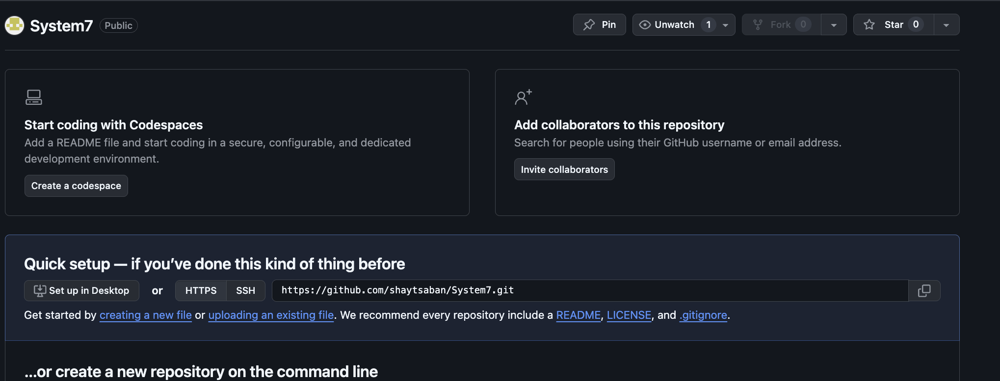 System7 Public
Pin
Unwatch 1
Fork 0
Star 0
Start coding with Codespaces
Add a README file and start coding in a secure, configurable, and dedicated
development environment.
Create a codespace
Add collaborators to this repository
Search for people using their GitHub username or email address.
Invite collaborators
Quick setup — if you’ve done this kind of thing before
Set up in Desktop or HTTPS SSH https://github.com/shaytsaban/System7.git
Get started by creating a new file or uploading an existing file. We recommend every repository include a README, LICENSE, and .gitignore.
…or create a new repository on the command line